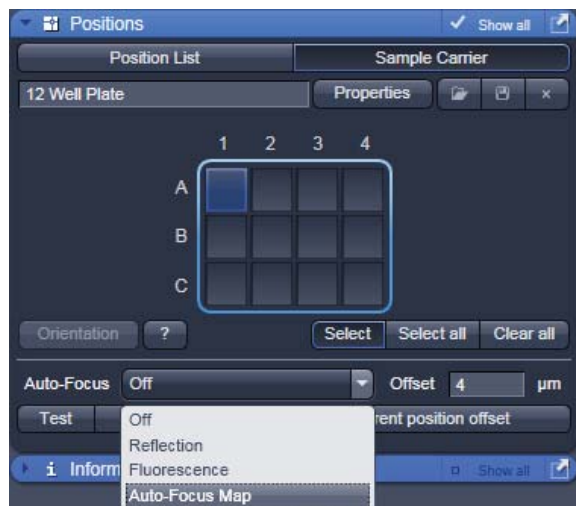 Positions Show all
Position List Sample Carrier
12 Well Plate Properties ×
1 2 3 4
A
B
C
Orientation ? Select Select all Clear all
Auto-Focus Off Offset 4 µm
Test position offset
Off
Reflection
i Show all
Fluorescence
Auto-Focus Map